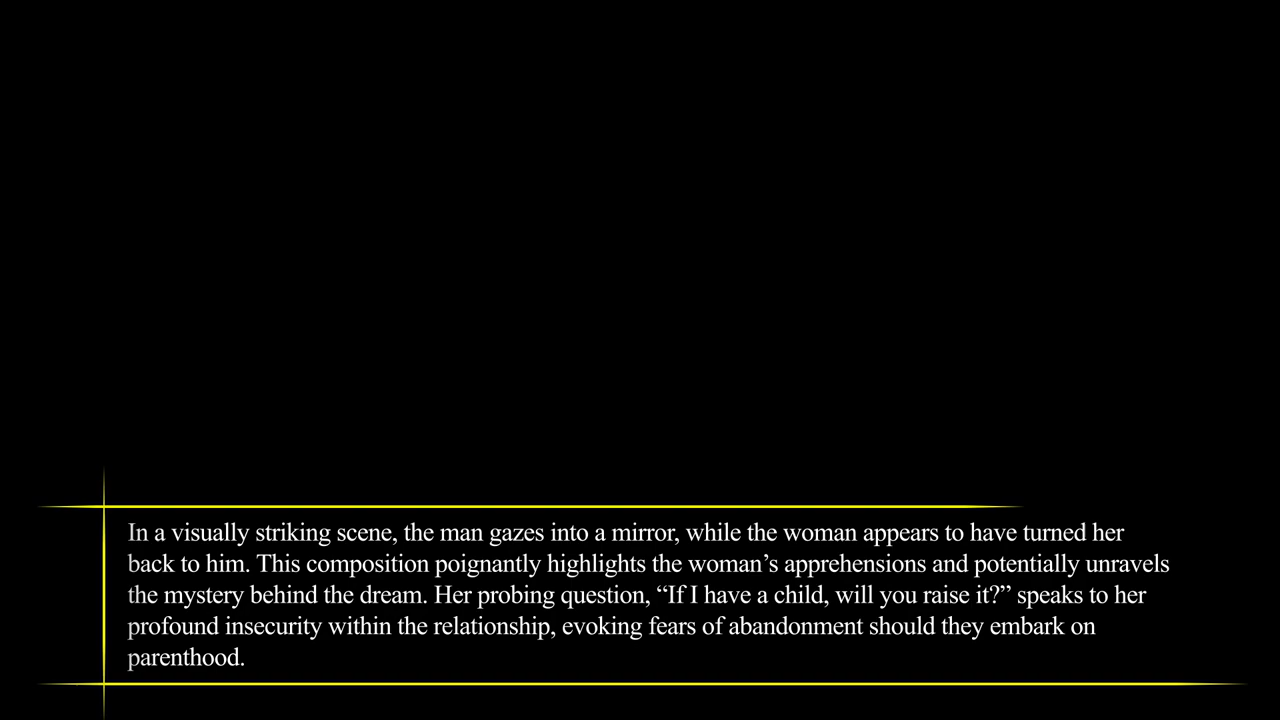 In a visually striking scene, the man gazes into a mirror, while the woman appears to have turned her
back to him. This composition poignantly highlights the woman’s apprehensions and potentially unravels
the mystery behind the dream. Her probing question, “If I have a child, will you raise it?” speaks to her
profound insecurity within the relationship, evoking fears of abandonment should they embark on
parenthood.